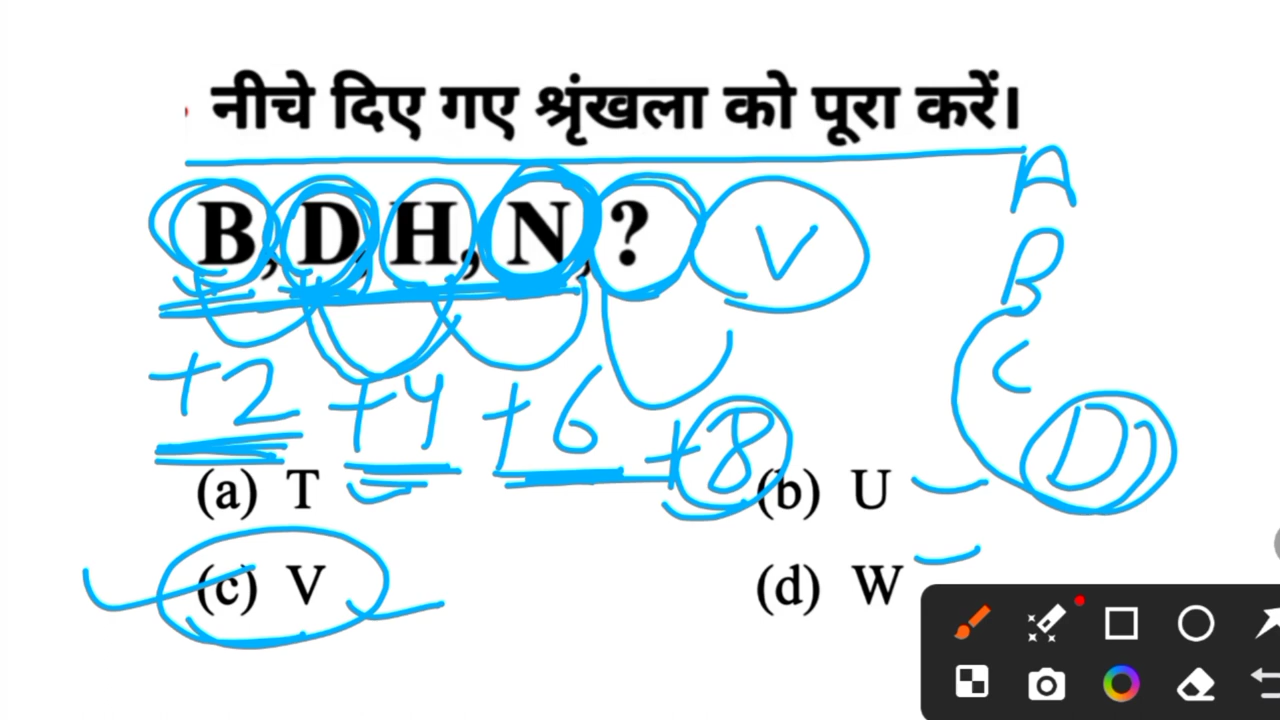 नीचे दिए गए श्रृंखला को पूरा करें।
A
B, D, H, N, ? V
B
C
+2 +4 +6 +8 D
(a) T (b) U
(c) V (d) W